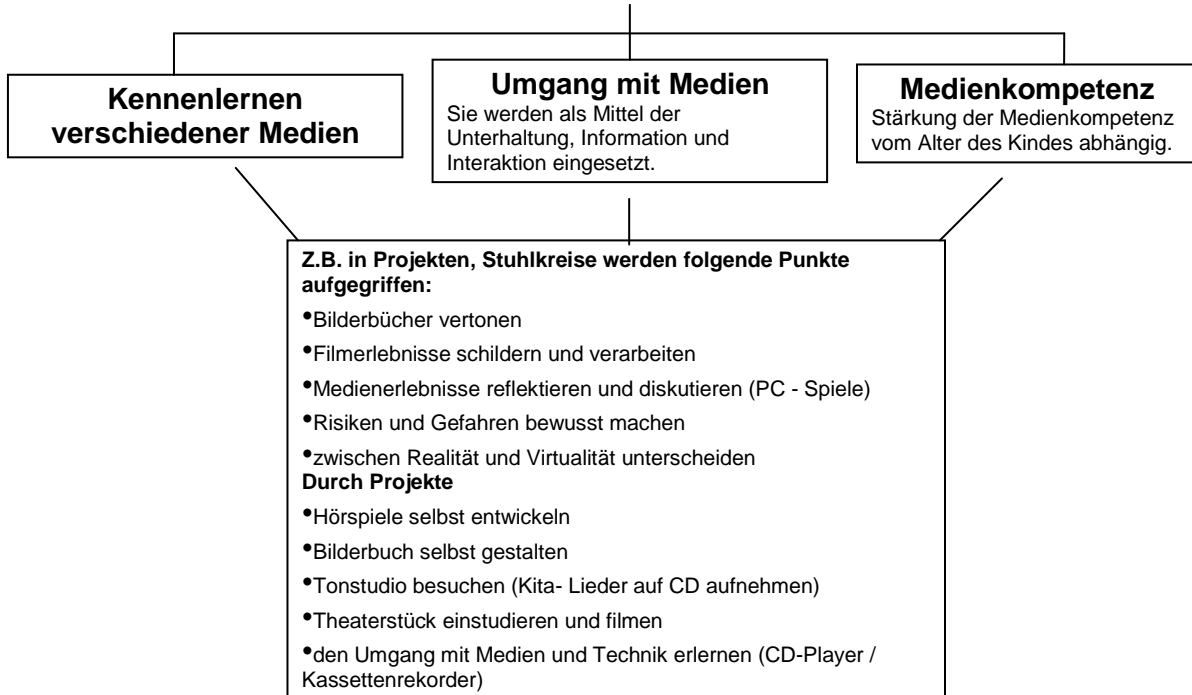 Kennenlernen
verschiedener Medien
Umgang mit Medien
Sie werden als Mittel der
Unterhaltung, Information und
Interaktion eingesetzt.
Medienkompetenz
Stärkung der Medienkompetenz
vom Alter des Kindes abhängig.
Z.B. in Projekten, Stuhlkreise werden folgende Punkte
aufgegriffen:
•Bilderbücher vertonen
•Filmerlebnisse schildern und verarbeiten
•Medienerlebnisse reflektieren und diskutieren (PC - Spiele)
•Risiken und Gefahren bewusst machen
•zwischen Realität und Virtualität unterscheiden
Durch Projekte
•Hörspiele selbst entwickeln
•Bilderbuch selbst gestalten
•Tonstudio besuchen (Kita- Lieder auf CD aufnehmen)
•Theaterstück einstudieren und filmen
•den Umgang mit Medien und Technik erlernen (CD-Player /
Kassettenrekorder)